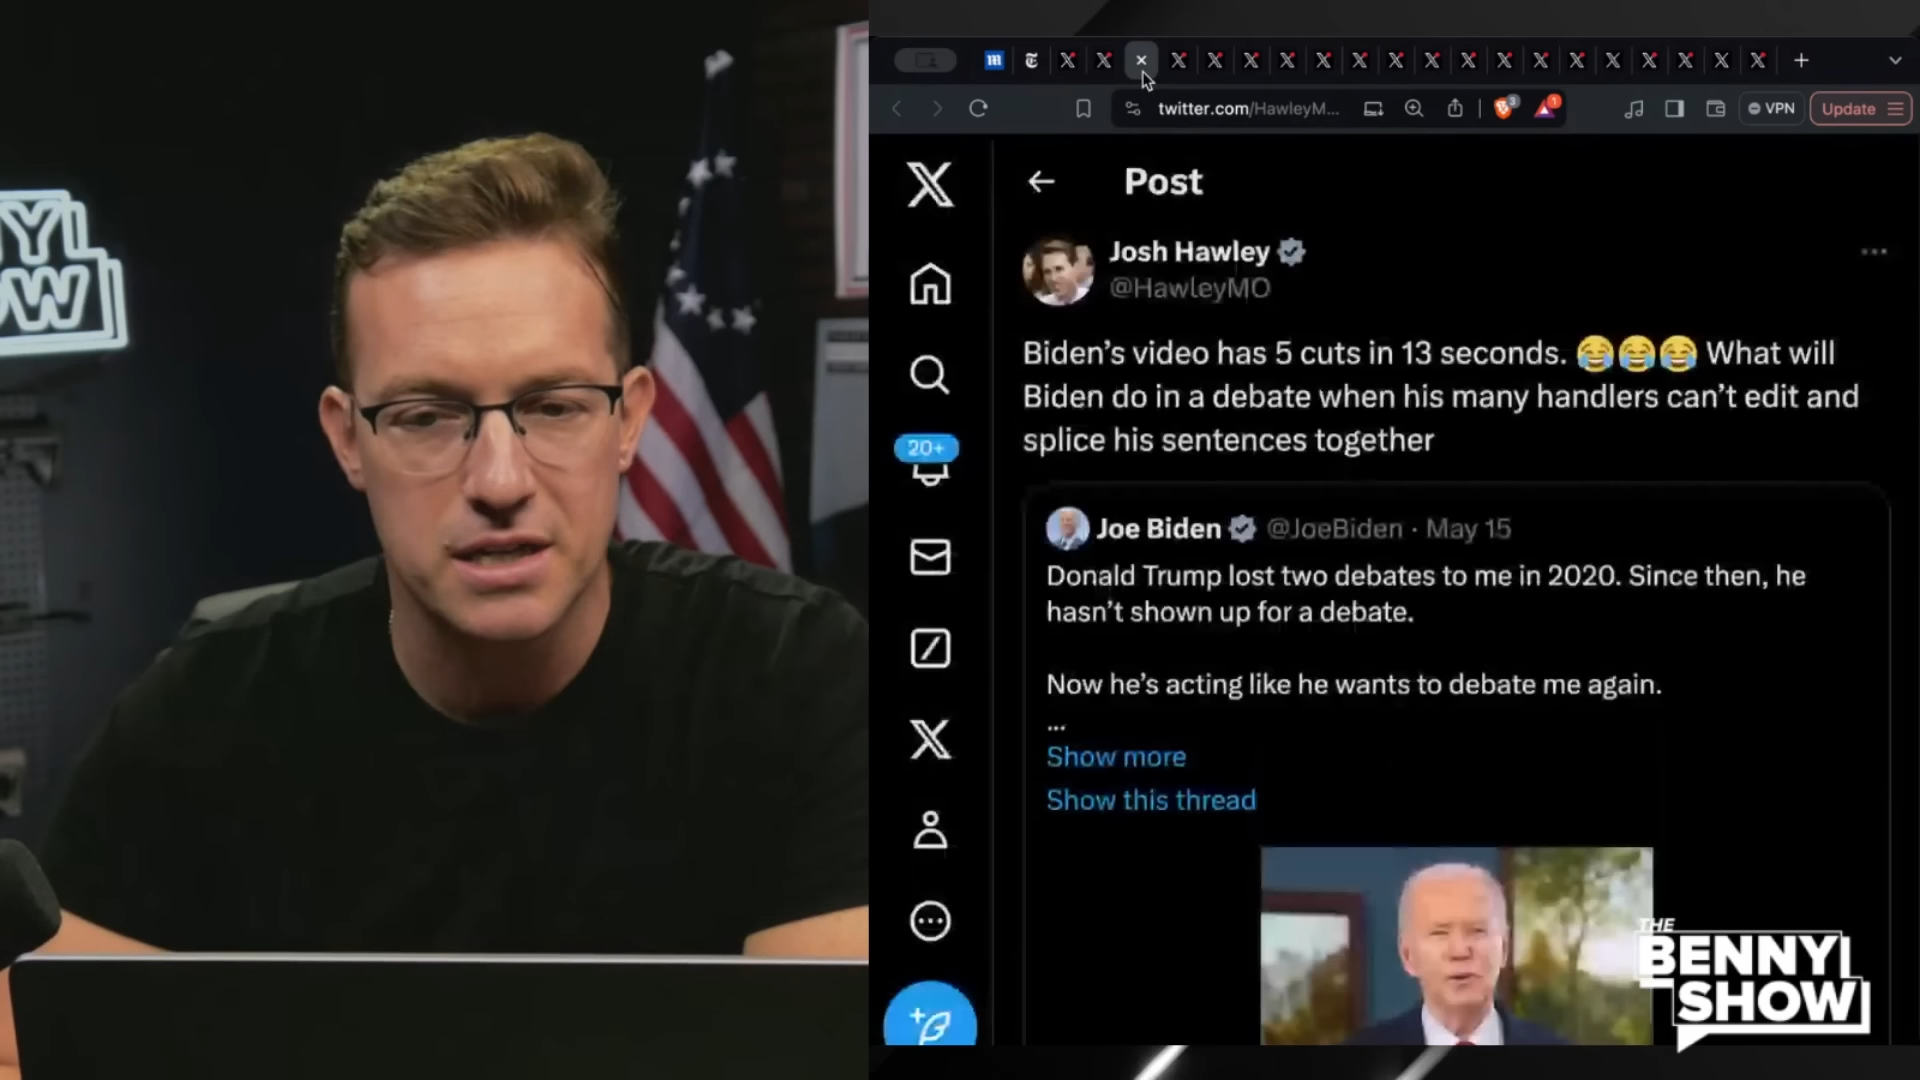 twitter.com/HawleyM...
3
1
VPN
Update
Post
Josh Hawley
@HawleyMO
Biden's video has 5 cuts in 13 seconds. 😂😂😂 What will
Biden do in a debate when his many handlers can't edit and
splice his sentences together
20+
Joe Biden @JoeBiden · May 15
Donald Trump lost two debates to me in 2020. Since then, he
hasn't shown up for a debate.
Now he's acting like he wants to debate me again.
...
Show more
Show this thread
THE
BENNY
SHOW